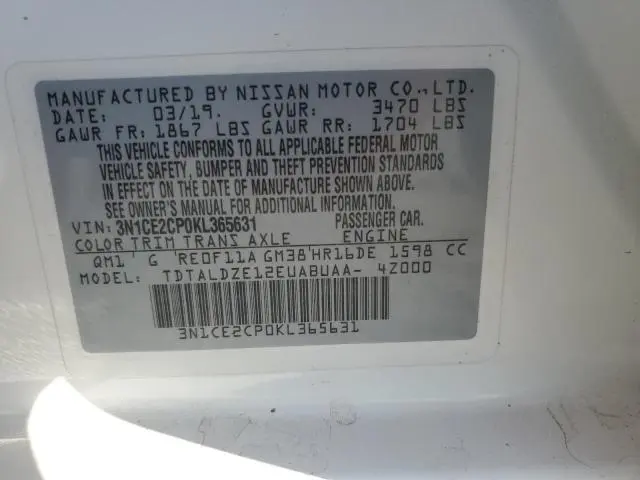 MANUFACTURED BY NISSAN MOTOR CO., LTD.
DATE: 03/19. GVWR: 3470 LBS
GAWR FR: 1867 LBS GAWR RR: 1704 LBS
THIS VEHICLE CONFORMS TO ALL APPLICABLE FEDERAL MOTOR
VEHICLE SAFETY, BUMPER AND THEFT PREVENTION STANDARDS
IN EFFECT ON THE DATE OF MANUFACTURE SHOWN ABOVE.
SEE OWNER'S MANUAL FOR ADDITIONAL INFORMATION.
VIN: 3N1CE2CP0KL365631 PASSENGER CAR.
COLOR TRIM TRANS AXLE ENGINE
QM1 G RE0F11A GM38 HR16DE 1598 CC
MODEL: TDTALDZE12EUABUAA- 4Z000
3N1CE2CP0KL365631